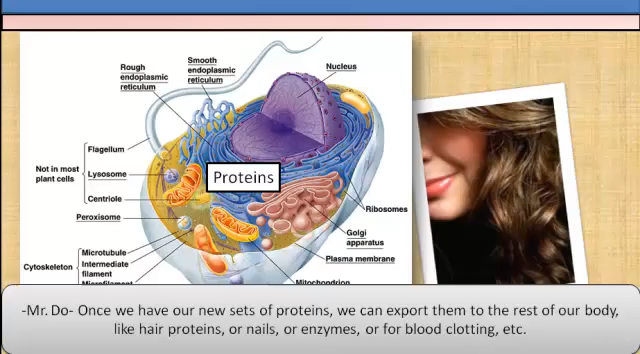 Rough
endoplasmic
reticulum
Smooth
endoplasmic
reticulum
Nucleus
Flagellum
Not in most
plant cells
Lysosome
Centriole
Proteins
Peroxisome
Ribosomes
Golgi
apparatus
Plasma membrane
Cytoskeleton
Microtubule
Intermediate
filament
Microfilament
Mitochondrion
-Mr. Do- Once we have our new sets of proteins, we can export them to the rest of our body,
like hair proteins, or nails, or enzymes, or for blood clotting, etc.